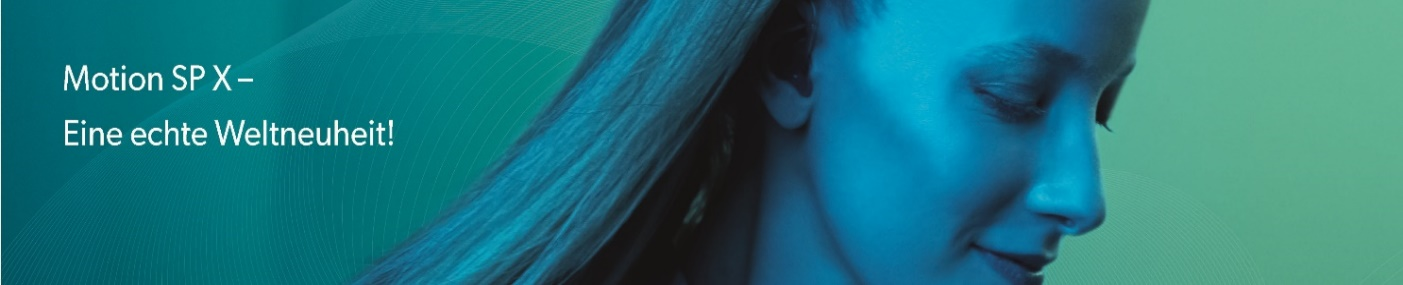 Motion SP X –
Eine echte Weltneuheit!